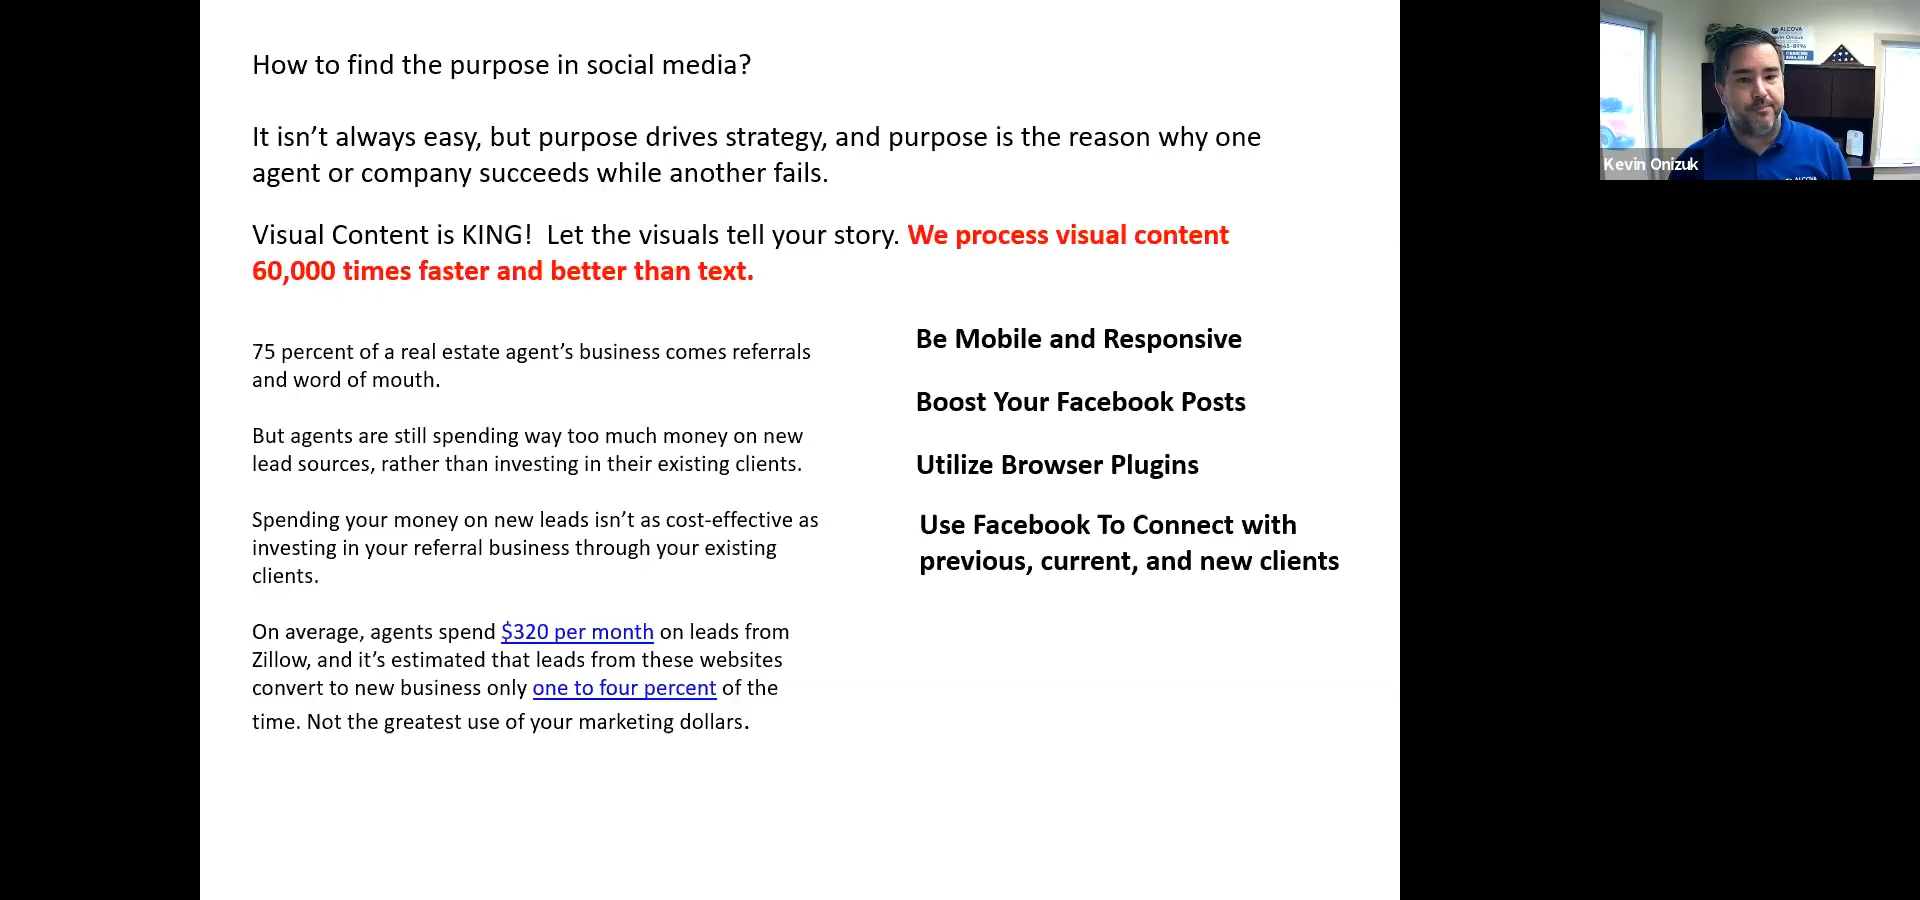 How to find the purpose in social media?
It isn’t always easy, but purpose drives strategy, and purpose is the reason why one
agent or company succeeds while another fails.
Visual Content is KING!  Let the visuals tell your story. We process visual content
60,000 times faster and better than text.
75 percent of a real estate agent’s business comes referrals
and word of mouth.
But agents are still spending way too much money on new
lead sources, rather than investing in their existing clients.
Spending your money on new leads isn’t as cost-effective as
investing in your referral business through your existing
clients.
On average, agents spend $320 per month on leads from
Zillow, and it’s estimated that leads from these websites
convert to new business only one to four percent of the
time. Not the greatest use of your marketing dollars.
Be Mobile and Responsive
Boost Your Facebook Posts
Utilize Browser Plugins
Use Facebook To Connect with
previous, current, and new clients
ALCOVA
Kevin Onizuk
ALCOVA